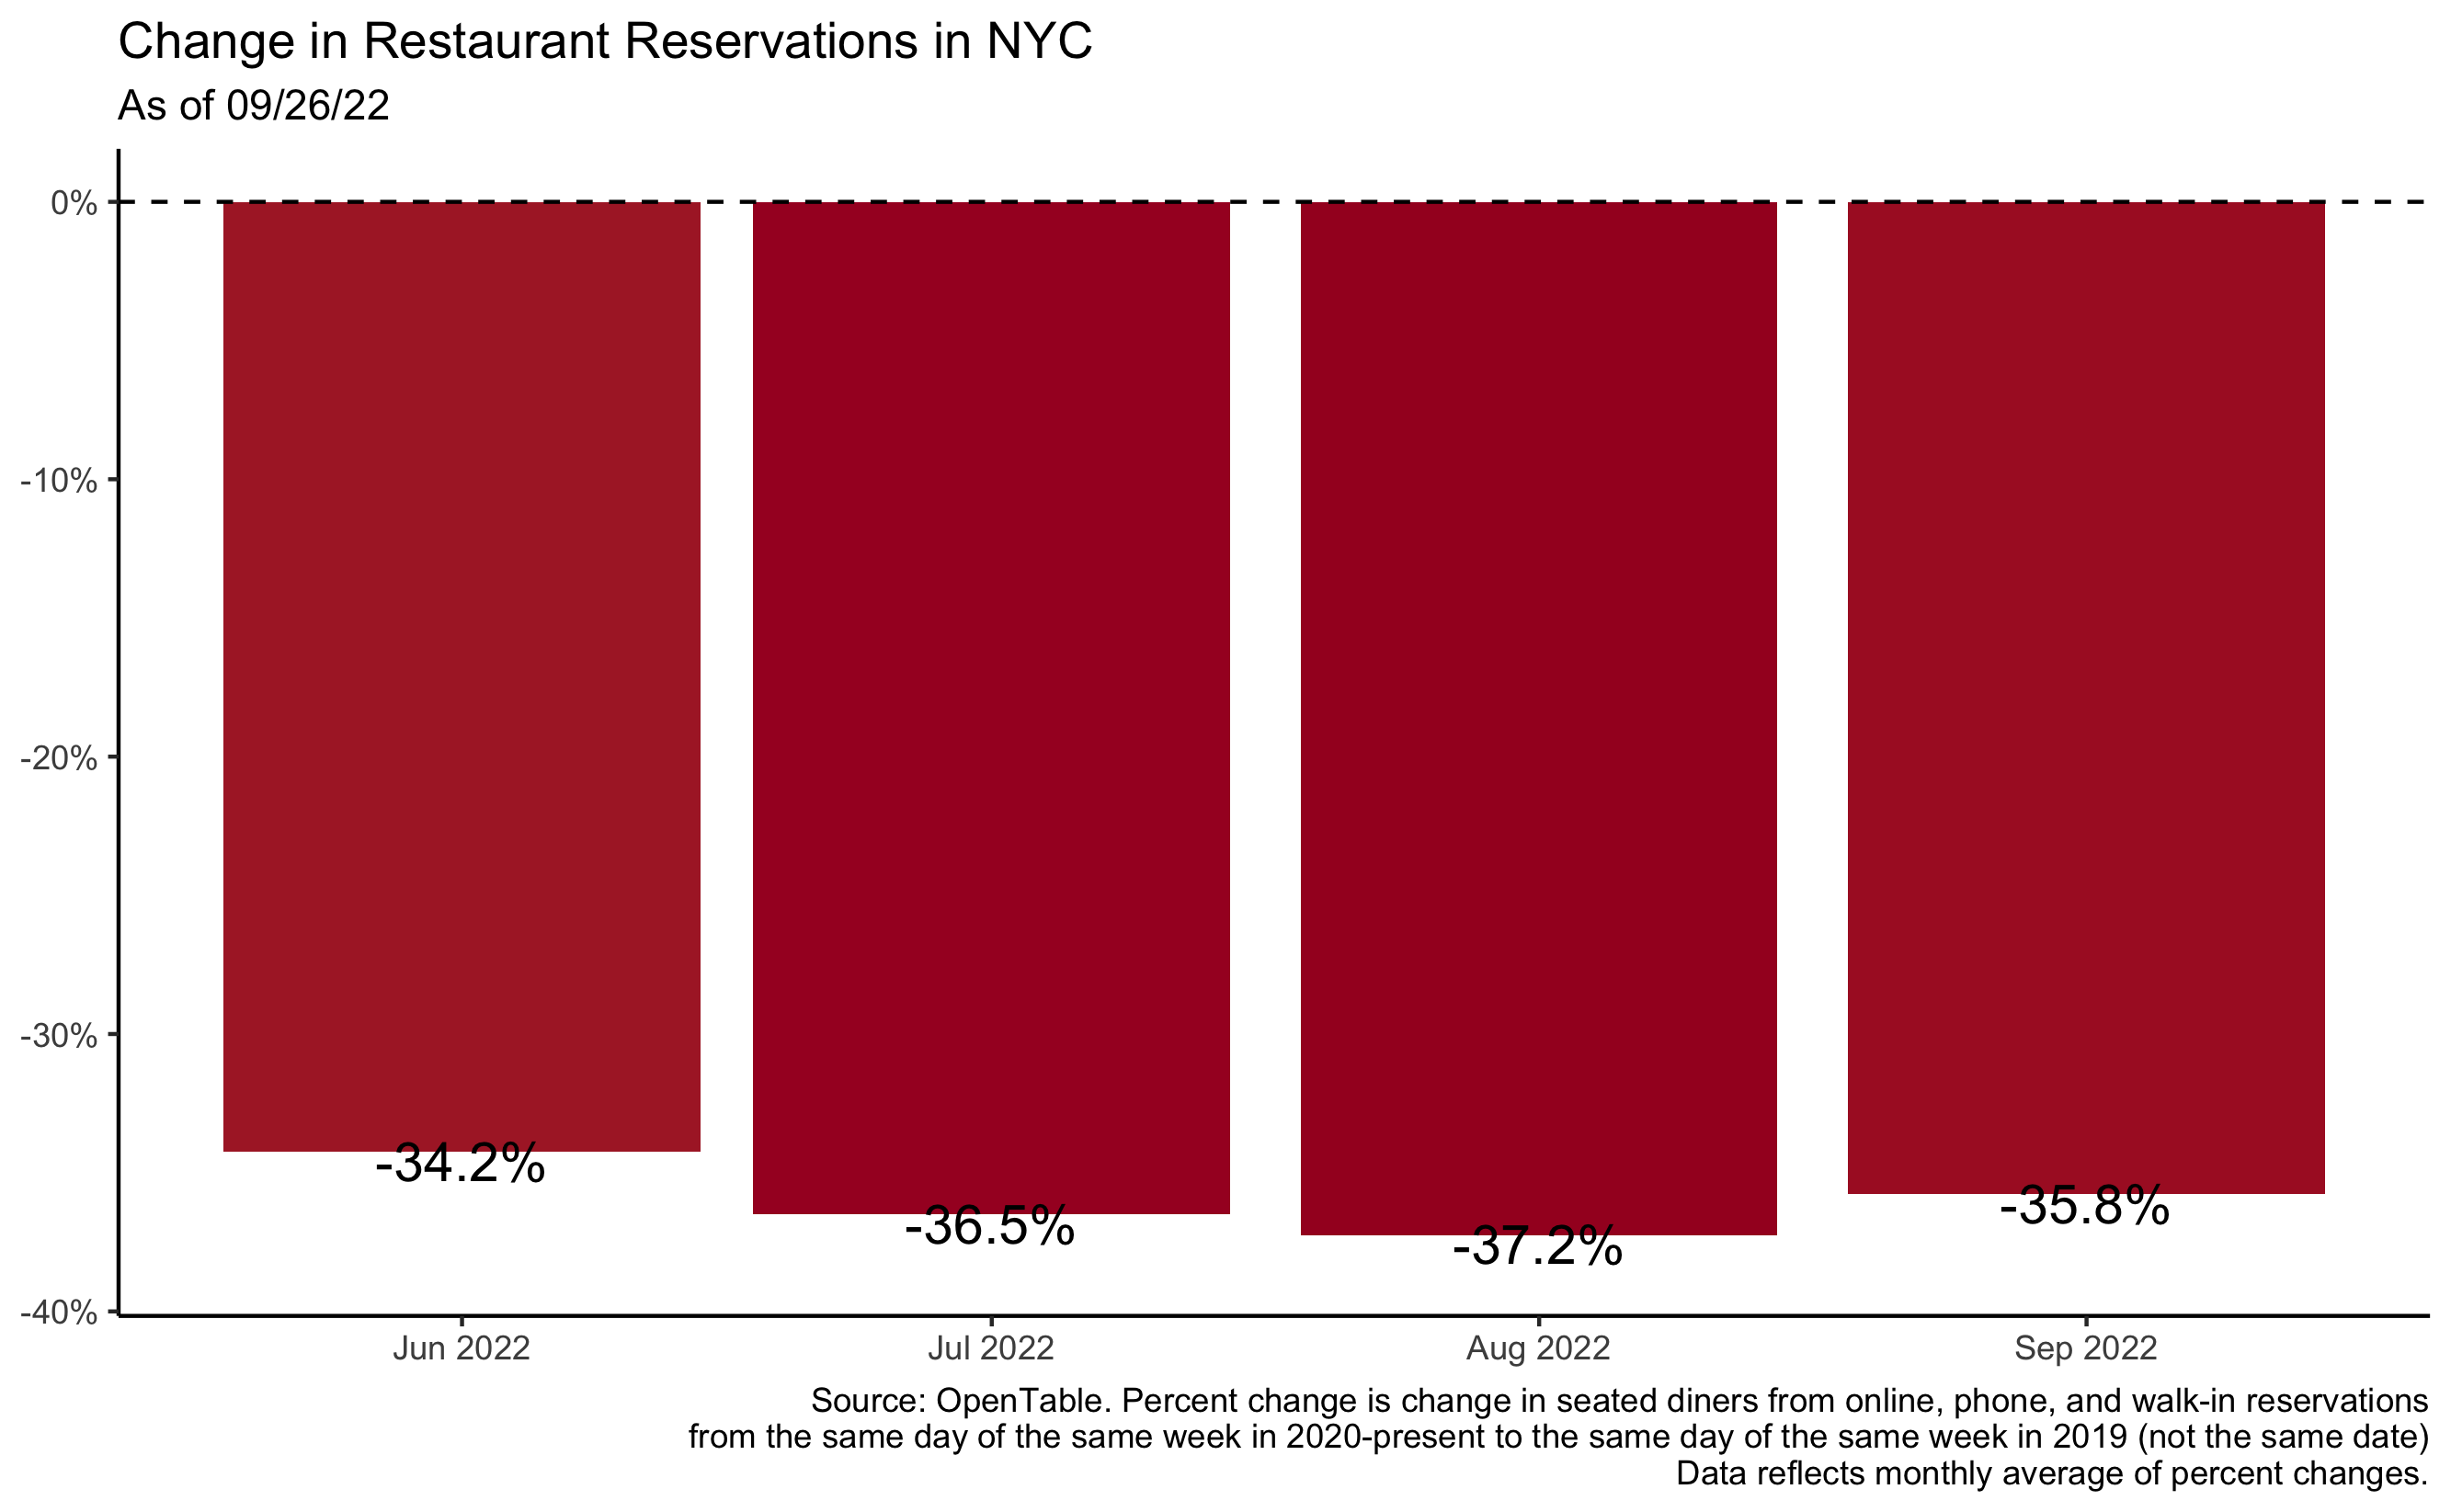 Change in Restaurant Reservations in NYC
As of 09/26/22
0%
-10%
-20%
-30%
-40%
-34.2%
-36.5%
-37.2%
-35.8%
Jun 2022
Jul 2022
Aug 2022
Sep 2022
Source: OpenTable. Percent change is change in seated diners from online, phone, and walk-in reservations
from the same day of the same week in 2020-present to the same day of the same week in 2019 (not the same date)
Data reflects monthly average of percent changes.